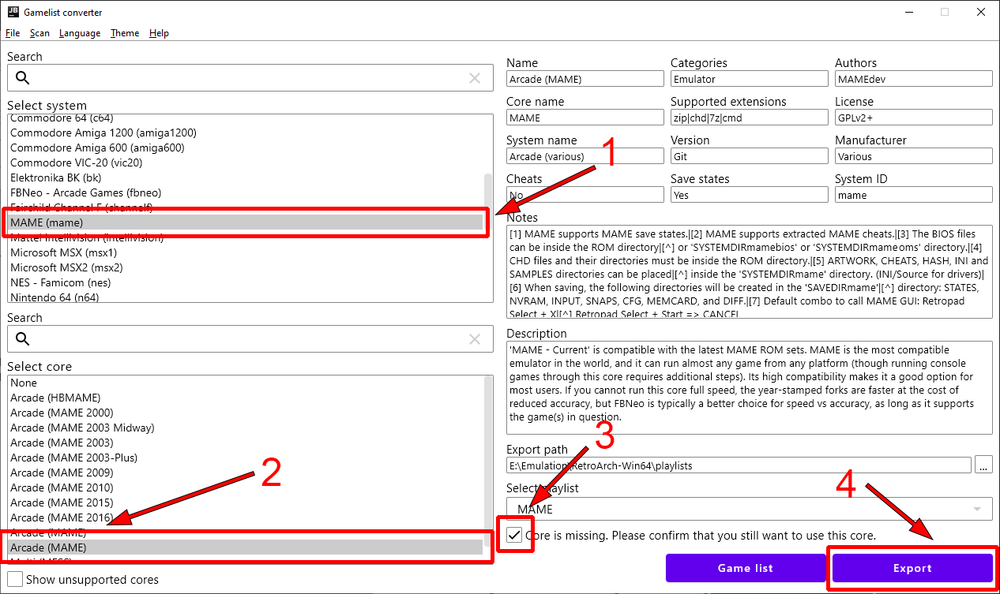 JB
Gamelist converter
File Scan Language Theme Help
Search
Select system
Commodore 64 (c64)
Commodore Amiga 1200 (amiga1200)
Commodore Amiga 600 (amiga600)
Commodore VIC-20 (vic20)
Elektronika BK (bk)
FBNeo - Arcade Games (fbneo)
Fairchild Channel F (channelf)
MAME (mame)
Mattel Intellivision (intellivision)
Microsoft MSX (msx1)
Microsoft MSX2 (msx2)
NES - Famicom (nes)
Nintendo 64 (n64)
Search
Select core
None
Arcade (HBMAME)
Arcade (MAME 2000)
Arcade (MAME 2003 Midway)
Arcade (MAME 2003)
Arcade (MAME 2003-Plus)
Arcade (MAME 2009)
Arcade (MAME 2010)
Arcade (MAME 2015)
Arcade (MAME 2016)
Arcade (MAME)
Arcade (MAME)
Multi (MESS)
Show unsupported cores
Name Categories Authors
Arcade (MAME) Emulator MAMEdev
Core name Supported extensions License
MAME zip|chd|7z|cmd GPLv2+
System name Version Manufacturer
Arcade (various) Git Various
Cheats Save states System ID
No Yes mame
Notes
[1] MAME supports MAME save states.|[2] MAME supports extracted MAME cheats.|[3] The BIOS files
can be inside the ROM directory|[^] or 'SYSTEMDIRmamebios' or 'SYSTEMDIRmameoms' directory.|[4]
CHD files and their directories must be inside the ROM directory.|[5] ARTWORK, CHEATS, HASH, INI and
SAMPLES directories can be placed|[^] inside the 'SYSTEMDIRmame' directory. (INI/Source for drivers)|
[6] When saving, the following directories will be created in the 'SAVEDIRmame'|[^] directory: STATES,
NVRAM, INPUT, SNAPS, CFG, MEMCARD, and DIFF.|[7] Default combo to call MAME GUI: Retropad
Select + X|[^] Retropad Select + Start => CANCEL
Description
'MAME - Current' is compatible with the latest MAME ROM sets. MAME is the most compatible
emulator in the world, and it can run almost any game from any platform (though running console
games through this core requires additional steps). Its high compatibility makes it a good option for
most users. If you cannot run this core full speed, the year-stamped forks are faster at the cost of
reduced accuracy, but FBNeo is typically a better choice for speed vs accuracy, as long as it supports
the game(s) in question.
Export path
E:\Emulation\RetroArch-Win64\playlists ...
Select playlist
MAME
Core is missing. Please confirm that you still want to use this core.
Game list Export
1
2
3
4